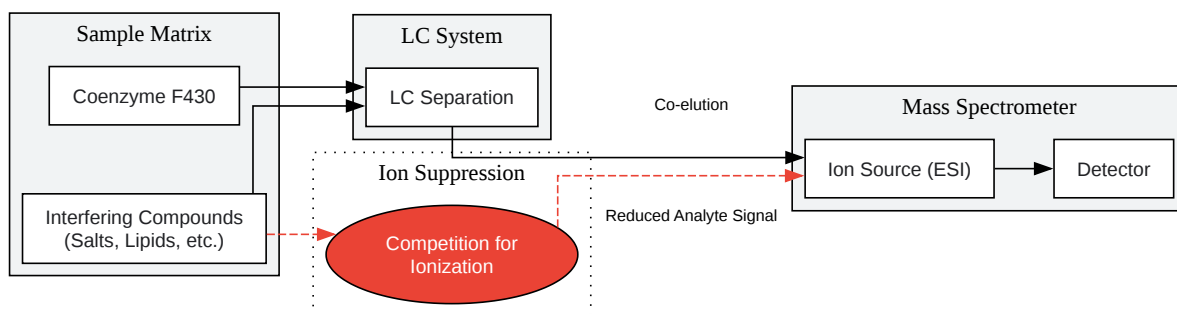 Sample Matrix
Coenzyme F430
Interfering Compounds
(Salts, Lipids, etc.)
LC System
LC Separation
Ion Suppression
Competition for
Ionization
Co-elution
Reduced Analyte Signal
Mass Spectrometer
Ion Source (ESI)
Detector